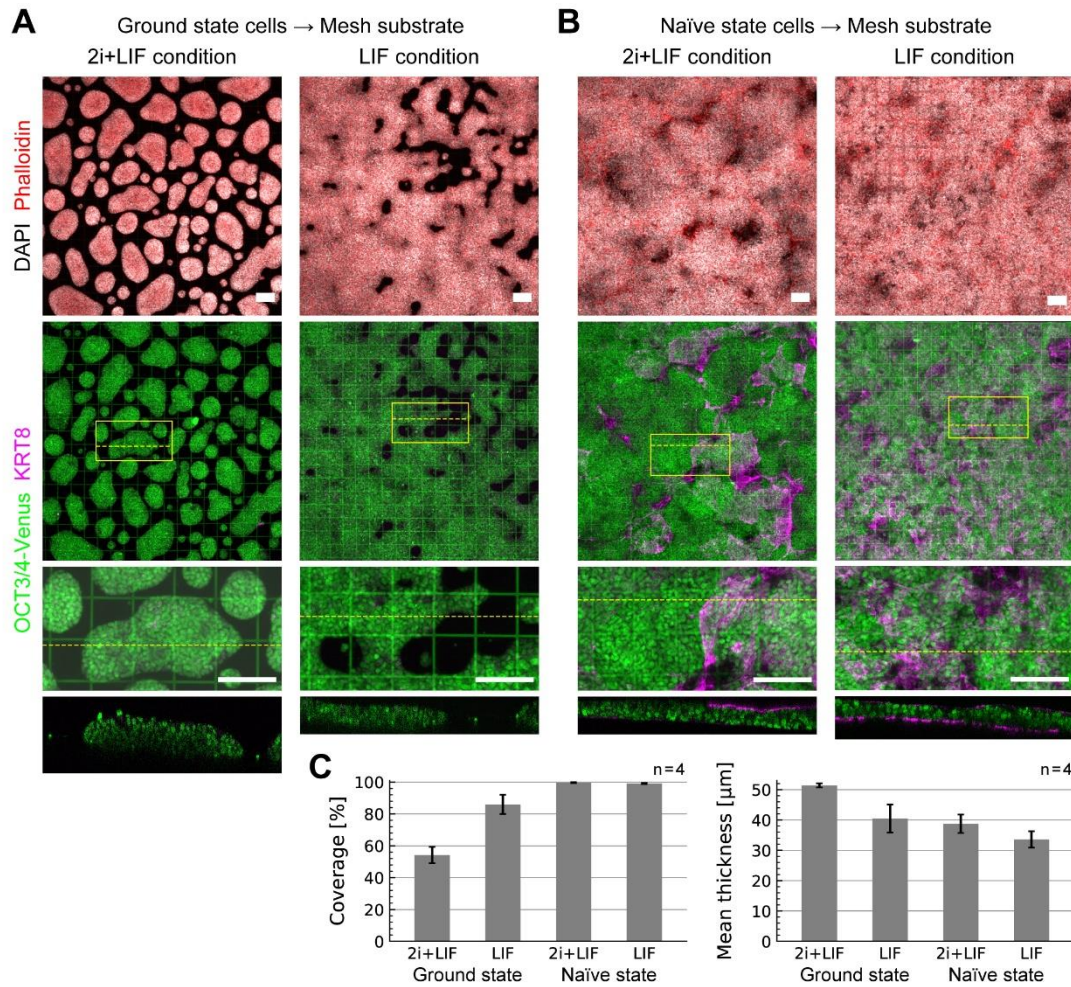 A
Ground state cells → Mesh substrate
2i+LIF condition
LIF condition
B
Naïve state cells → Mesh substrate
2i+LIF condition
LIF condition
DAPI Phalloidin
OCT3/4-Venus KRT8
C
n=4
Coverage [%]
100
80
60
40
20
0
2i+LIF
LIF
2i+LIF
LIF
Ground state
Naïve state
n=4
Mean thickness [μm]
50
40
30
20
10
0
2i+LIF
LIF
2i+LIF
LIF
Ground state
Naïve state